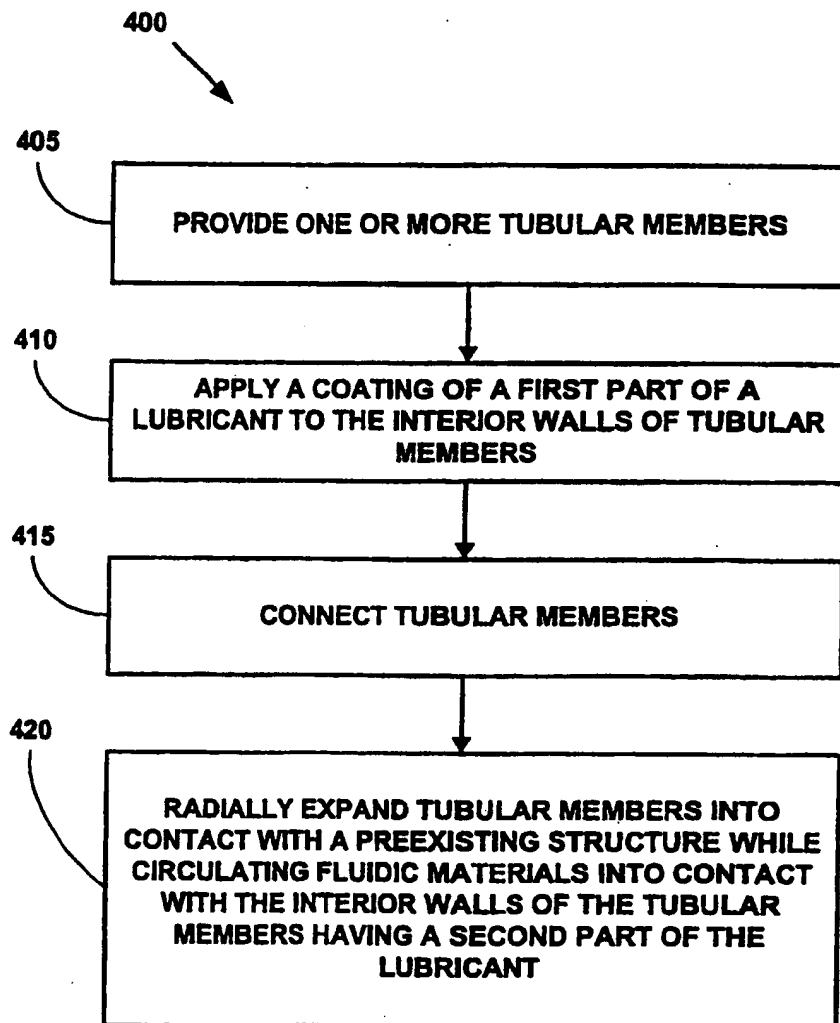 400
405
PROVIDE ONE OR MORE TUBULAR MEMBERS
410
APPLY A COATING OF A FIRST PART OF A
LUBRICANT TO THE INTERIOR WALLS OF TUBULAR
MEMBERS
415
CONNECT TUBULAR MEMBERS
420
RADIALLY EXPAND TUBULAR MEMBERS INTO
CONTACT WITH A PREEXISTING STRUCTURE WHILE
CIRCULATING FLUIDIC MATERIALS INTO CONTACT
WITH THE INTERIOR WALLS OF THE TUBULAR
MEMBERS HAVING A SECOND PART OF THE
LUBRICANT